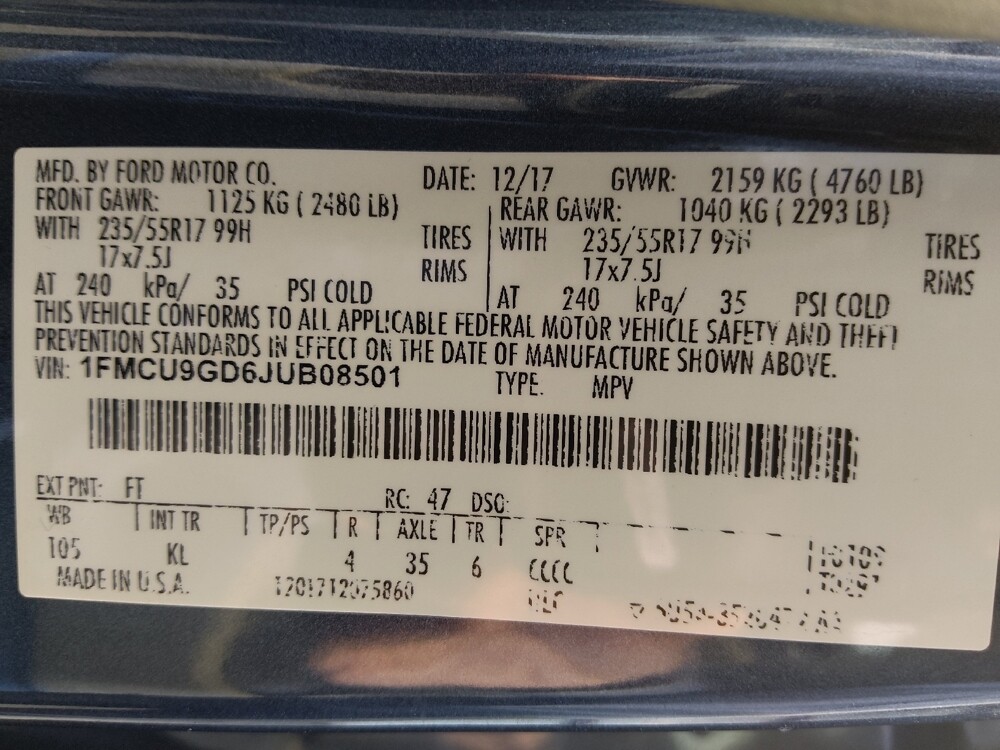 MFD. BY FORD MOTOR CO. DATE: 12/17 GVWR: 2159 KG ( 4760 LB)
FRONT GAWR: 1125 KG ( 2480 LB) REAR GAWR: 1040 KG ( 2293 LB)
WITH 235/55R17 99H TIRES WITH 235/55R17 99H TIRES
17x7.5J RIMS 17x7.5J RIMS
AT 240 kPa/ 35 PSI COLD AT 240 kPa/ 35 PSI COLD
THIS VEHICLE CONFORMS TO ALL APPLICABLE FEDERAL MOTOR VEHICLE SAFETY AND THEFT
PREVENTION STANDARDS IN EFFECT ON THE DATE OF MANUFACTURE SHOWN ABOVE.
VIN: 1FMCU9GD6JUB08501 TYPE: MPV
EXT PNT: FT RC: 47 DSO:
WB INT TR TP/PS R AXLE TR SPR
105 KL 4 35 6 CCCC
MADE IN U.S.A.